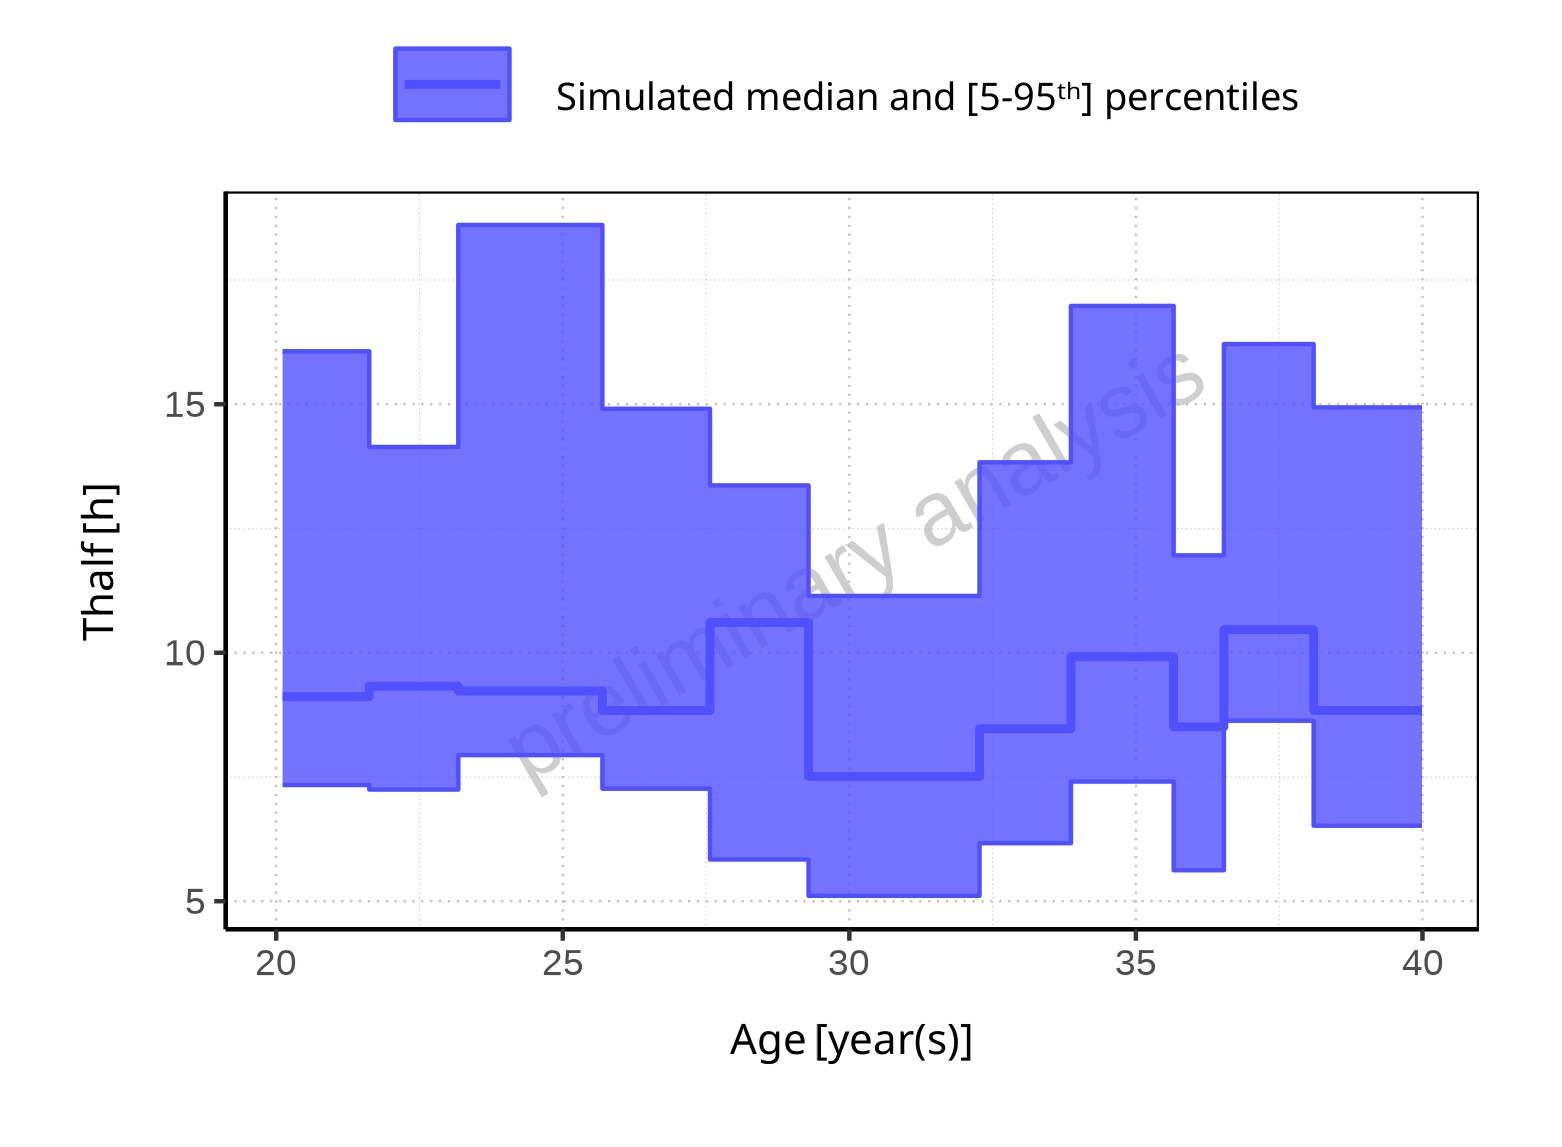 Simulated median and [5-95th] percentiles
15
10
5
Thalf [h]
preliminary analysis
20 25 30 35 40
Age [year(s)]